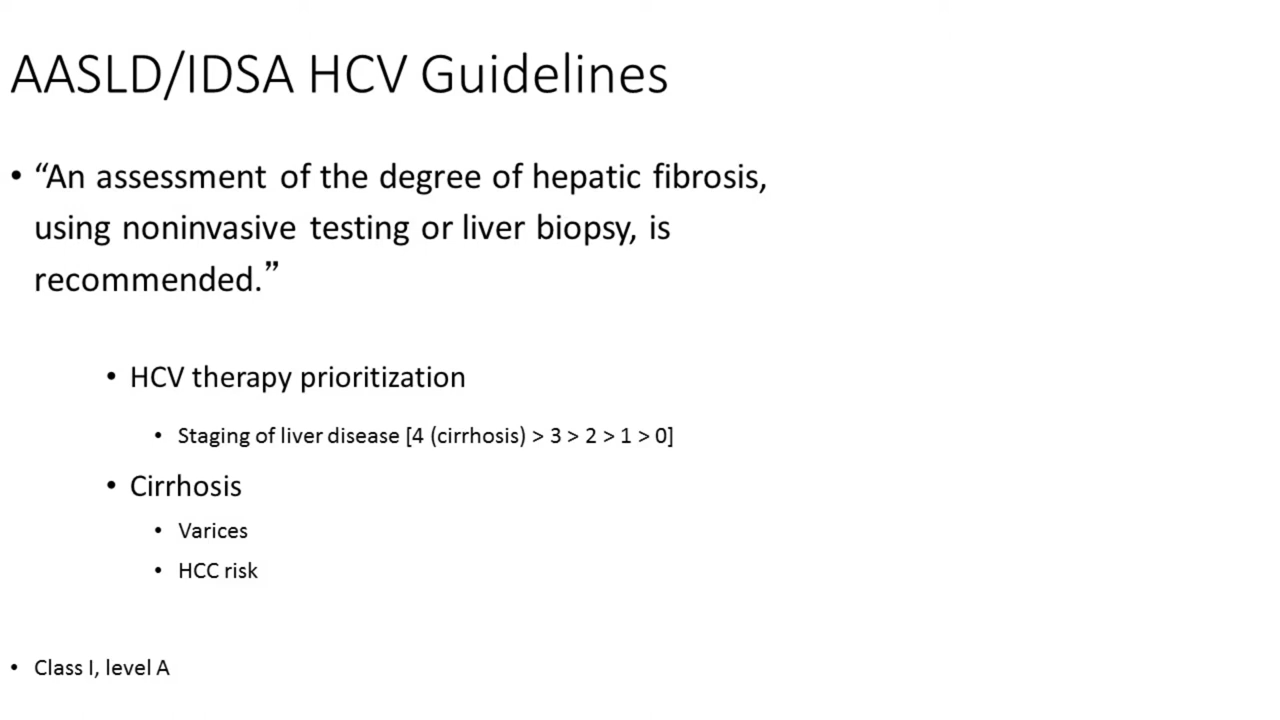 AASLD/IDSA HCV Guidelines
• “An assessment of the degree of hepatic fibrosis,
using noninvasive testing or liver biopsy, is
recommended.”
• HCV therapy prioritization
• Staging of liver disease [4 (cirrhosis) > 3 > 2 > 1 > 0]
• Cirrhosis
• Varices
• HCC risk
• Class I, level A